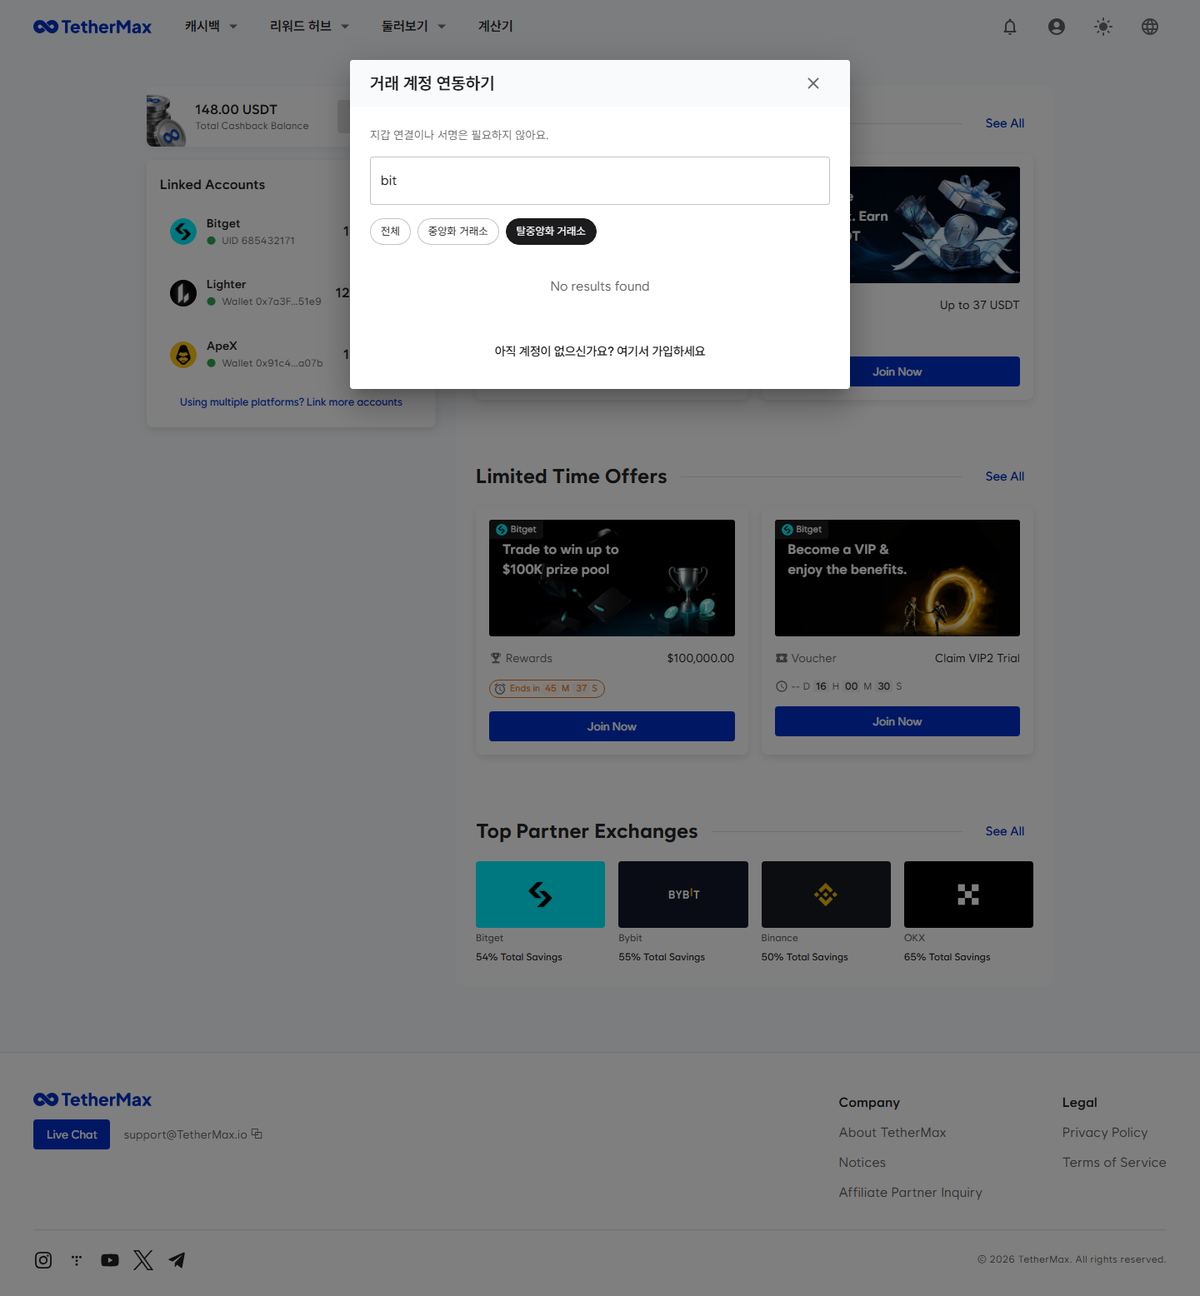 TetherMax
캐시백
리워드 허브
둘러보기
계산기
거래 계정 연동하기
지갑 연결이나 서명은 필요하지 않아요.
bit
전체
중앙화 거래소
탈중앙화 거래소
No results found
아직 계정이 없으신가요? 여기서 가입하세요
148.00 USDT
Total Cashback Balance
Linked Accounts
Bitget
UID 685432171
Lighter
Wallet 0x7a3F...51e9
12
ApeX
Wallet 0x91c4...a07b
Using multiple platforms? Link more accounts
See All
. Earn
Up to 37 USDT
Join Now
Limited Time Offers
See All
Bitget
Trade to win up to
$100K prize pool
Rewards
$100,000.00
Ends in 45 M 37 S
Join Now
Bitget
Become a VIP &
enjoy the benefits.
Voucher
Claim VIP2 Trial
-- D 16 H 00 M 30 S
Join Now
Top Partner Exchanges
See All
Bitget
54% Total Savings
BYBIT
Bybit
55% Total Savings
Binance
50% Total Savings
OKX
65% Total Savings
TetherMax
Live Chat
support@TetherMax.io
Company
About TetherMax
Notices
Affiliate Partner Inquiry
Legal
Privacy Policy
Terms of Service
© 2026 TetherMax. All rights reserved.